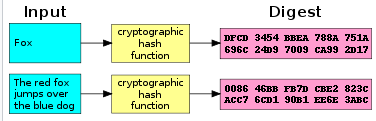 Input
Digest
Fox
cryptographic
hash
function
DFCD 3454 BBEA 788A 751A
696C 24D9 7009 CA99 2D17
The red fox
jumps over
the blue dog
cryptographic
hash
function
0086 46BB FB7D CBE2 823C
ACC7 6CD1 90B1 EE6E 3ABC